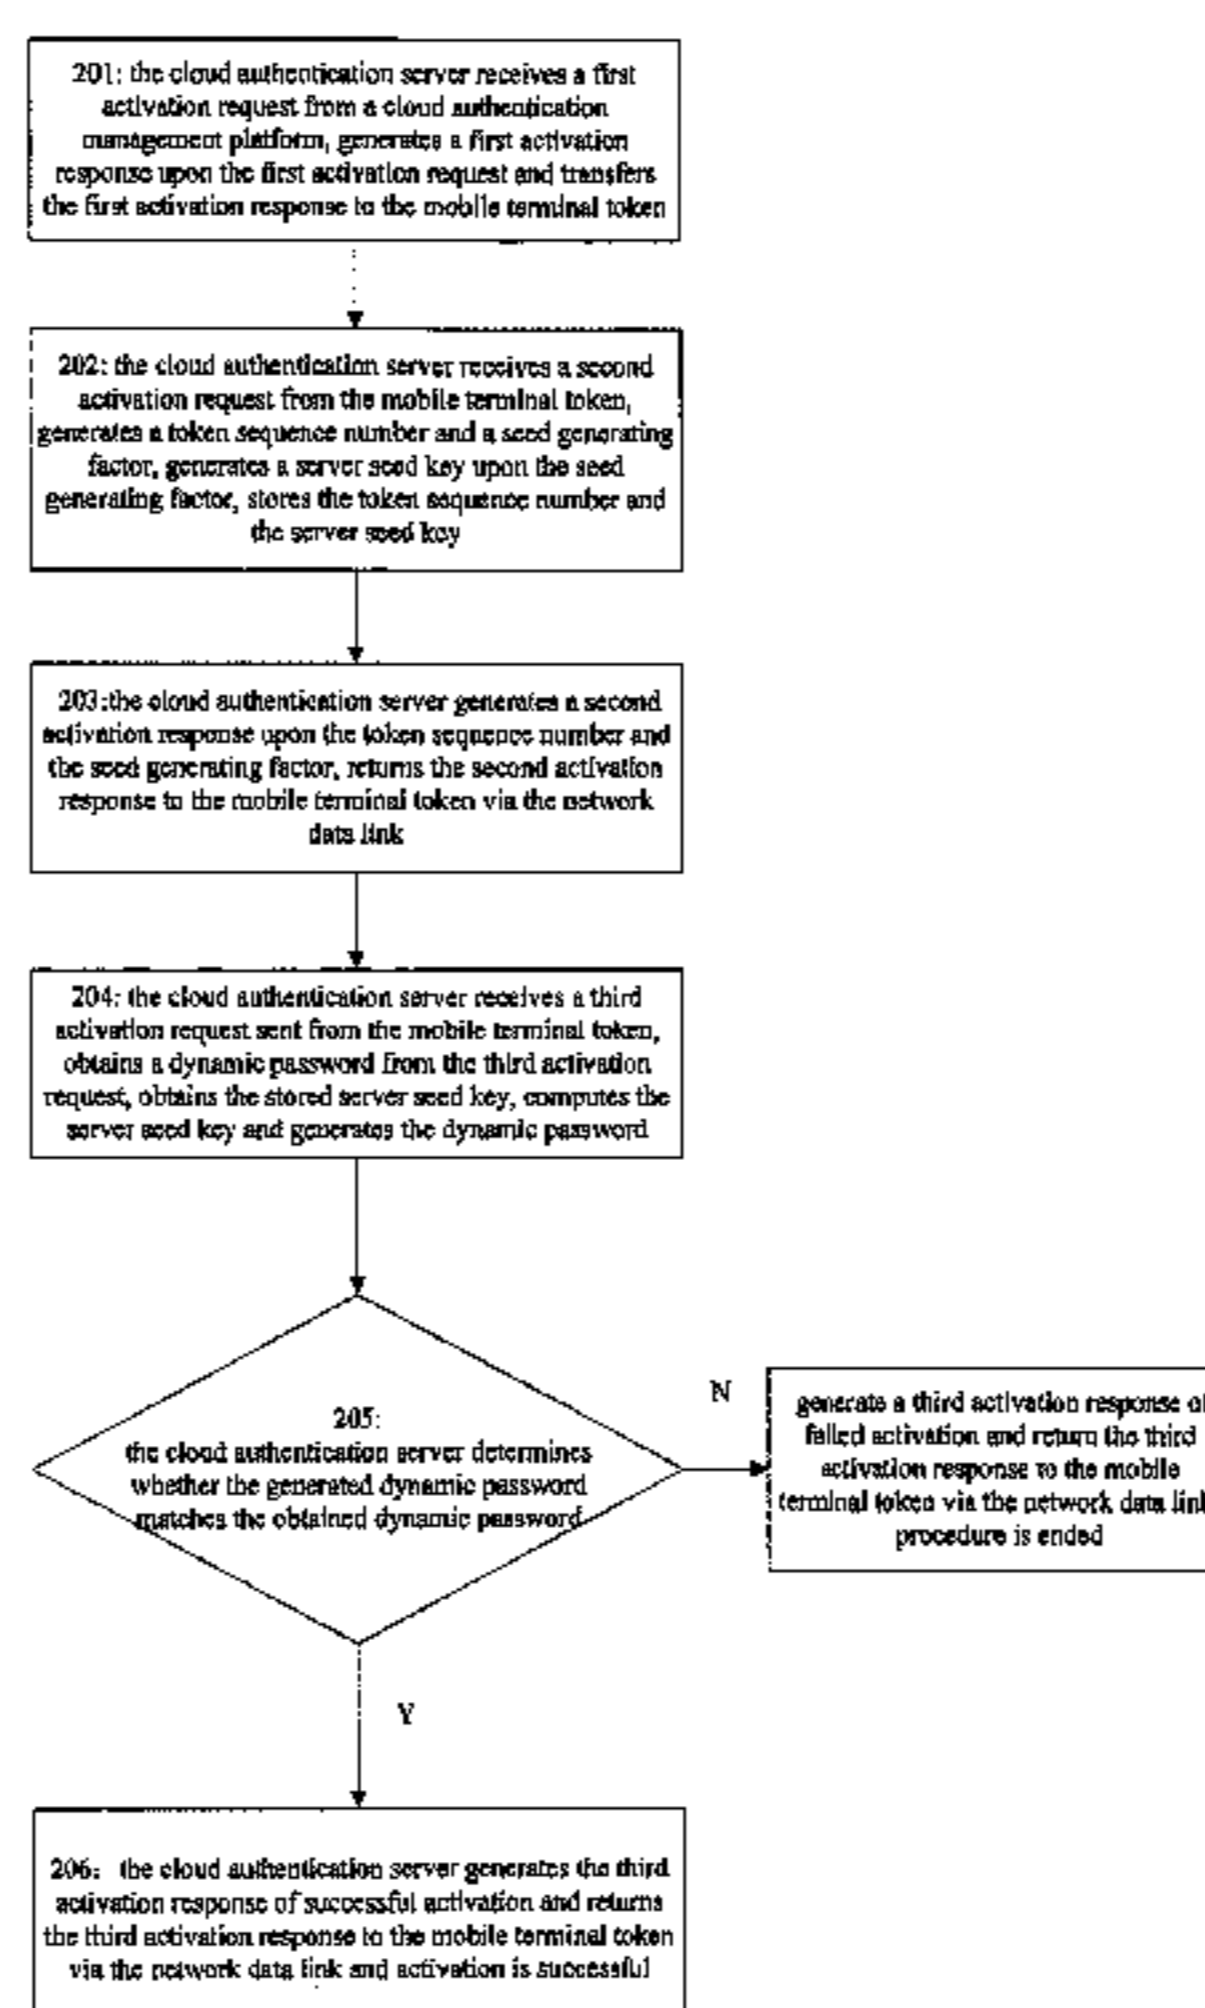 201: the cloud authentication server receives a first
activation request from a cloud authentication
management platform, generates a first activation
response upon the first activation request and transfers
the first activation response to the mobile terminal token
202: the cloud authentication server receives a second
activation request from the mobile terminal token,
generates a token sequence number and a seed generating
factor, generates a server seed key upon the seed
generating factor, stores the token sequence number and
the server seed key
203:the cloud authentication server generates a second
activation response upon the token sequence number and
the seed generating factor, returns the second activation
response to the mobile terminal token via the network
data link
204: the cloud authentication server receives a third
activation request sent from the mobile terminal token,
obtains a dynamic password from the third activation
request, obtains the stored server seed key, computes the
server seed key and generates the dynamic password
205:
the cloud authentication server determines
whether the generated dynamic password
matches the obtained dynamic password
N
generate a third activation response of
failed activation and return the third
activation response to the mobile
terminal token via the network data link
procedure is ended
Y
206: the cloud authentication server generates the third
activation response of successful activation and returns
the third activation response to the mobile terminal token
via the network data link and activation is successful